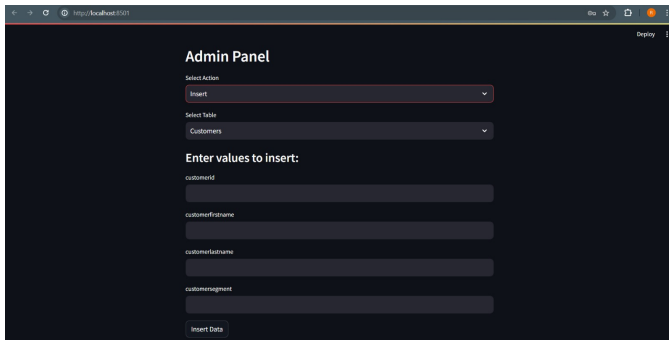 http://localhost:8501
Deploy
Admin Panel
Select Action
Insert
Select Table
Customers
Enter values to insert:
customerid
customerfirstname
customerlastname
customersegment
Insert Data